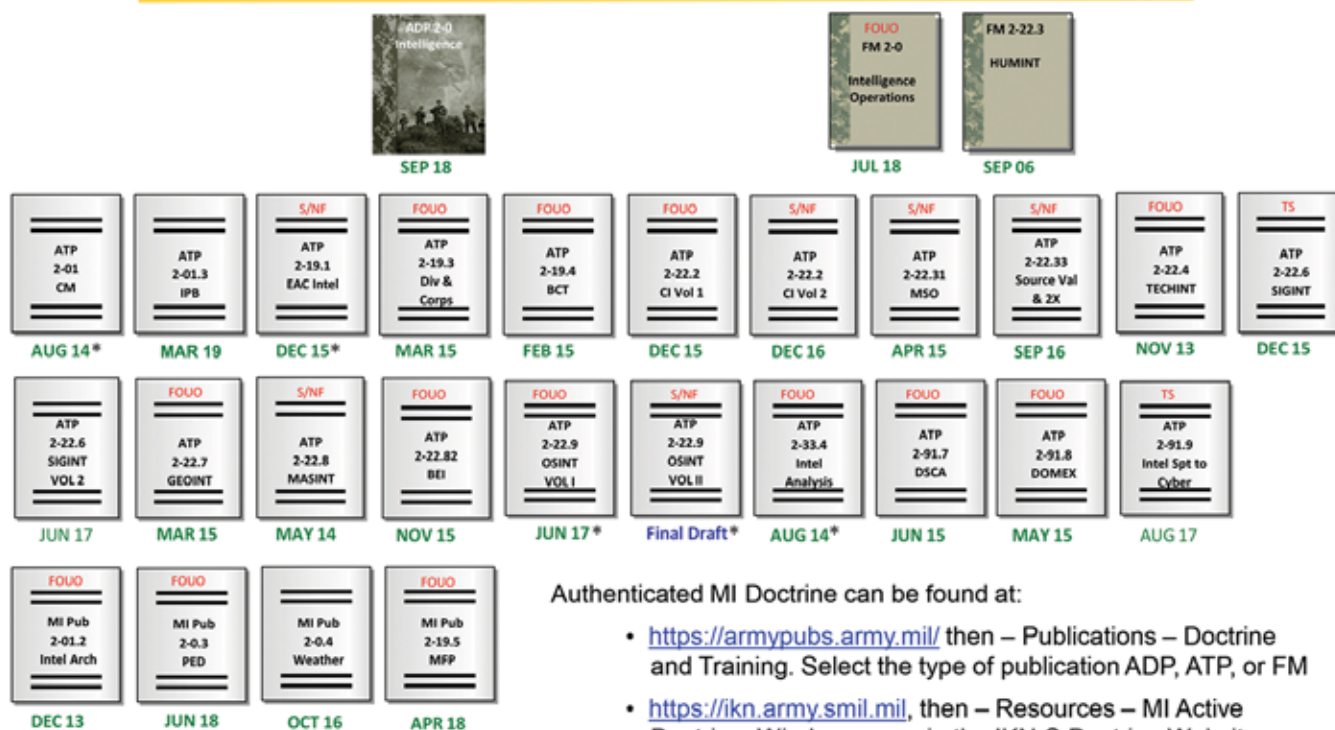 ADP 2-0
Intelligence
SEP 18
FOUO
FM 2-0
Intelligence
Operations
JUL 18
FM 2-22.3
HUMINT
SEP 06
ATP
2-01
CM
AUG 14*
ATP
2-01.3
IPB
MAR 19
S/NF
ATP
2-19.1
EAC Intel
DEC 15*
FOUO
ATP
2-19.3
Div &
Corps
MAR 15
FOUO
ATP
2-19.4
BCT
FEB 15
FOUO
ATP
2-22.2
CI Vol 1
DEC 15
S/NF
ATP
2-22.2
CI Vol 2
DEC 16
S/NF
ATP
2-22.31
MSO
APR 15
S/NF
ATP
2-22.33
Source Val
& 2X
SEP 16
FOUO
ATP
2-22.4
TECHINT
NOV 13
TS
ATP
2-22.6
SIGINT
DEC 15
ATP
2-22.6
SIGINT
VOL 2
JUN 17
FOUO
ATP
2-22.7
GEOINT
MAR 15
S/NF
ATP
2-22.8
MASINT
MAY 14
FOUO
ATP
2-22.82
BEI
NOV 15
FOUO
ATP
2-22.9
OSINT
VOL I
JUN 17*
S/NF
ATP
2-22.9
OSINT
VOL II
Final Draft*
FOUO
ATP
2-33.4
Intel
Analysis
AUG 14*
FOUO
ATP
2-91.7
DSCA
JUN 15
FOUO
ATP
2-91.8
DOMEX
MAY 15
TS
ATP
2-91.9
Intel Spt to
Cyber
AUG 17
FOUO
MI Pub
2-01.2
Intel Arch
DEC 13
FOUO
MI Pub
2-0.3
PED
JUN 18
MI Pub
2-0.4
Weather
OCT 16
FOUO
MI Pub
2-19.5
MFP
APR 18
Authenticated MI Doctrine can be found at:
• https://armypubs.army.mil/ then – Publications – Doctrine
and Training. Select the type of publication ADP, ATP, or FM
• https://ikn.army.smil.mil, then – Resources – MI Active